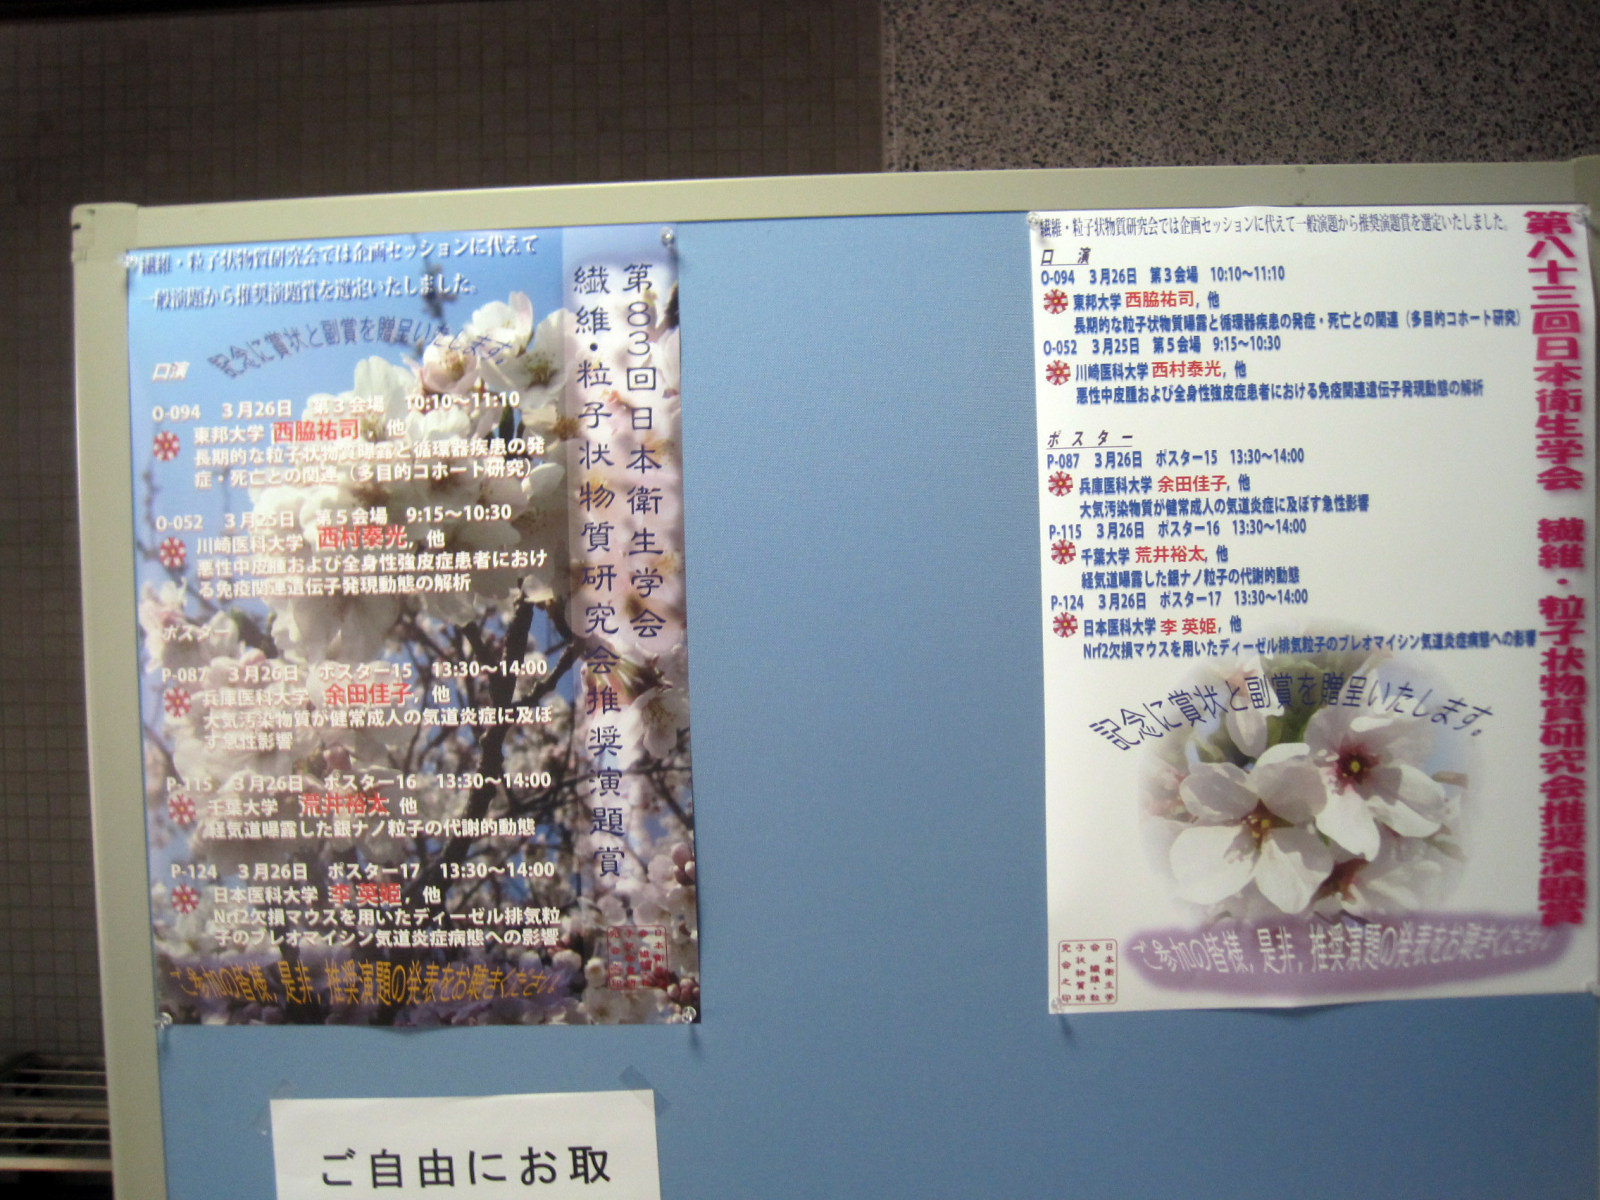 繊維・粒子状物質研究会では企画セッションに代えて
一般演題から推奨演題賞を選定いたしました。
記念に賞状と副賞を贈呈いたします。
第83回日本衛生学会
繊維・粒子状物質研究会推奨演題賞
口演
O-094 3月26日 第3会場 10:10～11:10
東邦大学 西脇祐司，他
長期的な粒子状物質曝露と循環器疾患の発
症・死亡との関連（多目的コホート研究）
O-052 3月25日 第5会場 9:15～10:30
川崎医科大学 西村泰光，他
悪性中皮腫および全身性強皮症患者におけ
る免疫関連遺伝子発現動態の解析
ポスター
P-087 3月26日 ポスター15 13:30～14:00
兵庫医科大学 余田佳子，他
大気汚染物質が健常成人の気道炎症に及ぼ
す急性影響
P-115 3月26日 ポスター16 13:30～14:00
千葉大学 荒井裕太，他
経気道曝露した銀ナノ粒子の代謝的動態
P-124 3月26日 ポスター17 13:30～14:00
日本医科大学 李 英姫，他
Nrf2欠損マウスを用いたディーゼル排気粒
子のブレオマイシン気道炎症病態への影響
ご参加の皆様，是非，推奨演題の発表をお聴きください
ご自由にお取
繊維・粒子状物質研究会では企画セッションに代えて一般演題から推奨演題賞を選定いたしました。
第八十三回日本衛生学会 繊維・粒子状物質研究会推奨演題賞
口 演
O-094 3月26日 第3会場 10:10～11:10
東邦大学 西脇祐司，他
長期的な粒子状物質曝露と循環器疾患の発症・死亡との関連（多目的コホート研究）
O-052 3月25日 第5会場 9:15～10:30
川崎医科大学 西村泰光，他
悪性中皮腫および全身性強皮症患者における免疫関連遺伝子発現動態の解析
ポスター
P-087 3月26日 ポスター15 13:30～14:00
兵庫医科大学 余田佳子，他
大気汚染物質が健常成人の気道炎症に及ぼす急性影響
P-115 3月26日 ポスター16 13:30～14:00
千葉大学 荒井裕太，他
経気道曝露した銀ナノ粒子の代謝的動態
P-124 3月26日 ポスター17 13:30～14:00
日本医科大学 李 英姫，他
Nrf2欠損マウスを用いたディーゼル排気粒子のブレオマイシン気道炎症病態への影響
記念に賞状と副賞を贈呈いたします。
ご参加の皆様，是非，推奨演題の発表をお聴きください
日本衛生学
会 繊維・粒
子状物質研
究会之印